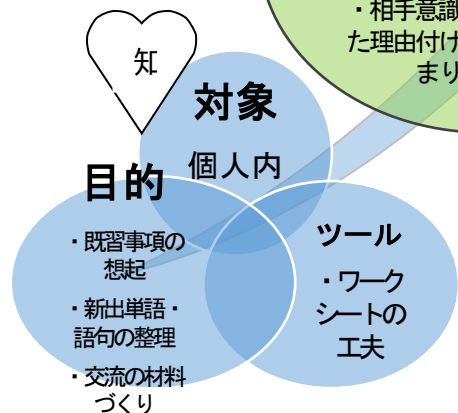 ・相手意識
た理由付け
まり
知
対象
個人内
目的
・既習事項の
想起
・新出単語・
語句の整理
・交流の材料
づくり
ツール
・ワーク
シートの
工夫